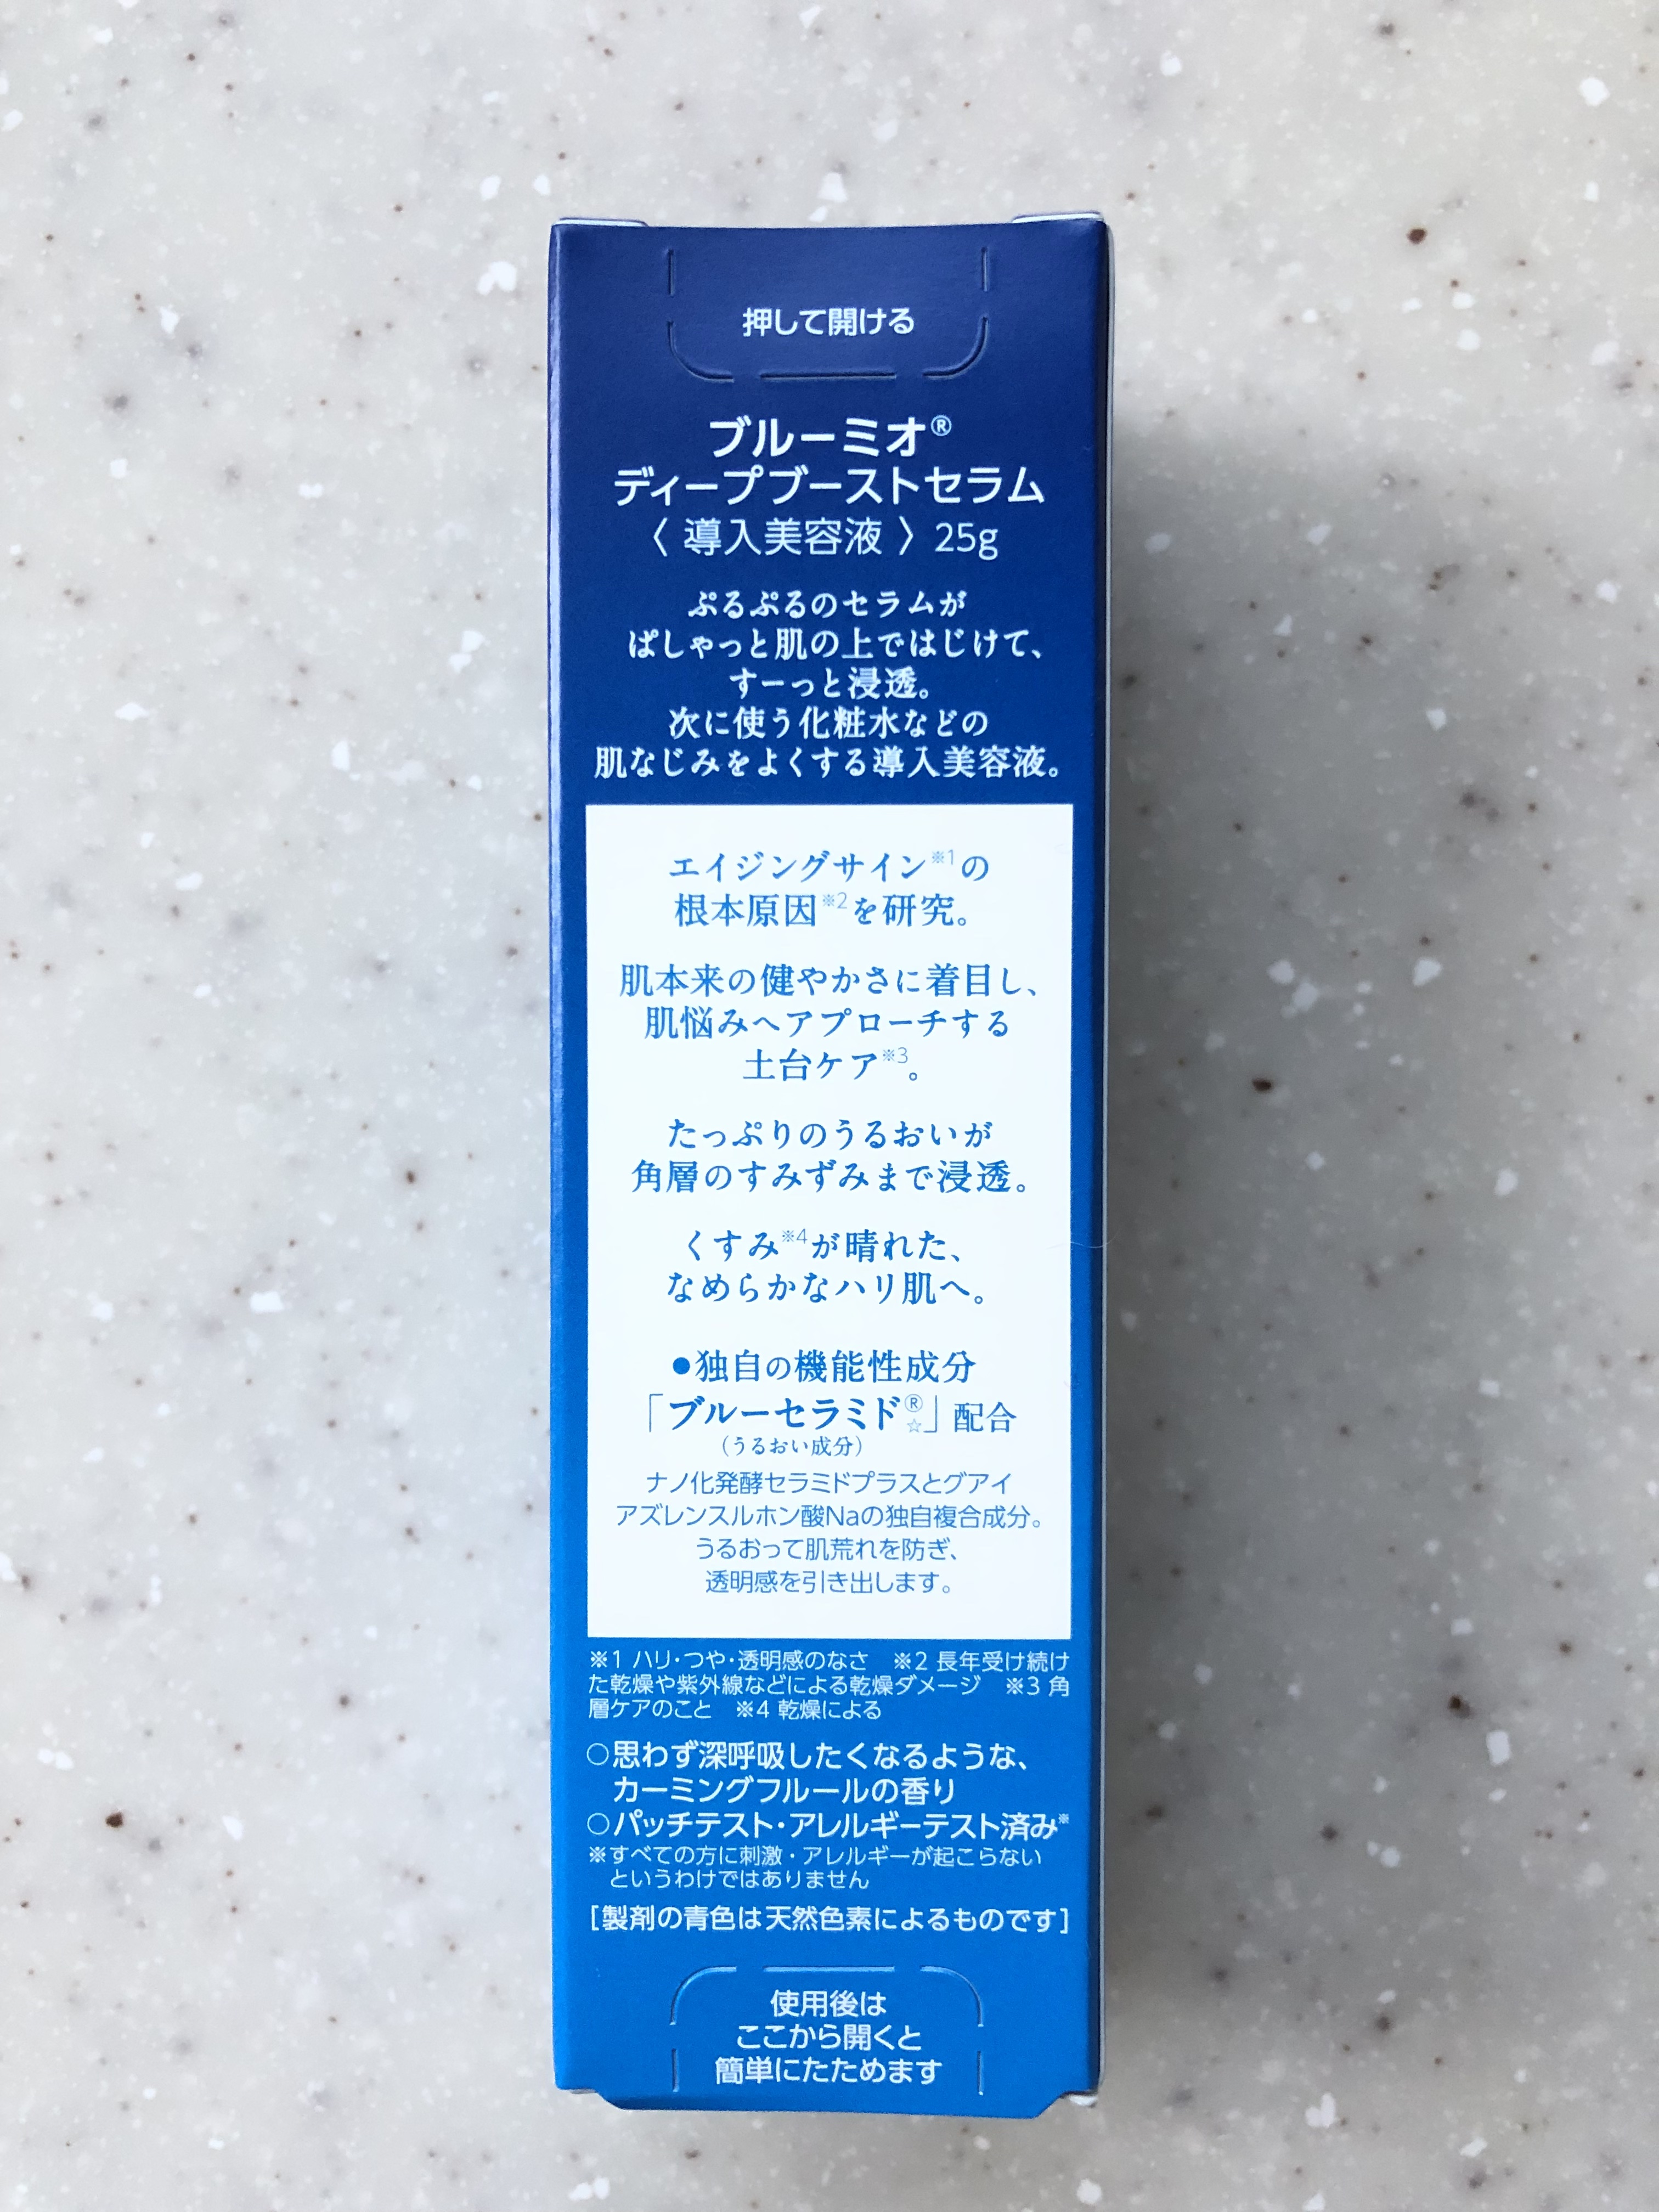 押して開ける
ブルーミオ®
ディープブーストセラム
〈 導入美容液 〉25g
ぷるぷるのセラムが
ぱしゃっと肌の上ではじけて、
すーっと浸透。
次に使う化粧水などの
肌なじみをよくする導入美容液。
エイジングサイン※1の
根本原因※2を研究。
肌本来の健やかさに着目し、
肌悩みへアプローチする
土台ケア※3。
たっぷりのうるおいが
角層のすみずみまで浸透。
くすみ※4が晴れた、
なめらかなハリ肌へ。
●独自の機能性成分
「ブルーセラミド®☆」配合
（うるおい成分）
ナノ化発酵セラミドプラスとグアイ
アズレンスルホン酸Naの独自複合成分。
うるおって肌荒れを防ぎ、
透明感を引き出します。
※1 ハリ・つや・透明感のなさ　※2 長年受け続け
た乾燥や紫外線などによる乾燥ダメージ　※3 角
層ケアのこと　※4 乾燥による
○思わず深呼吸したくなるような、
カーミングフルールの香り
○パッチテスト・アレルギーテスト済み※
※すべての方に刺激・アレルギーが起こらない
というわけではありません
[製剤の青色は天然色素によるものです]
使用後は
ここから開くと
簡単にたためます